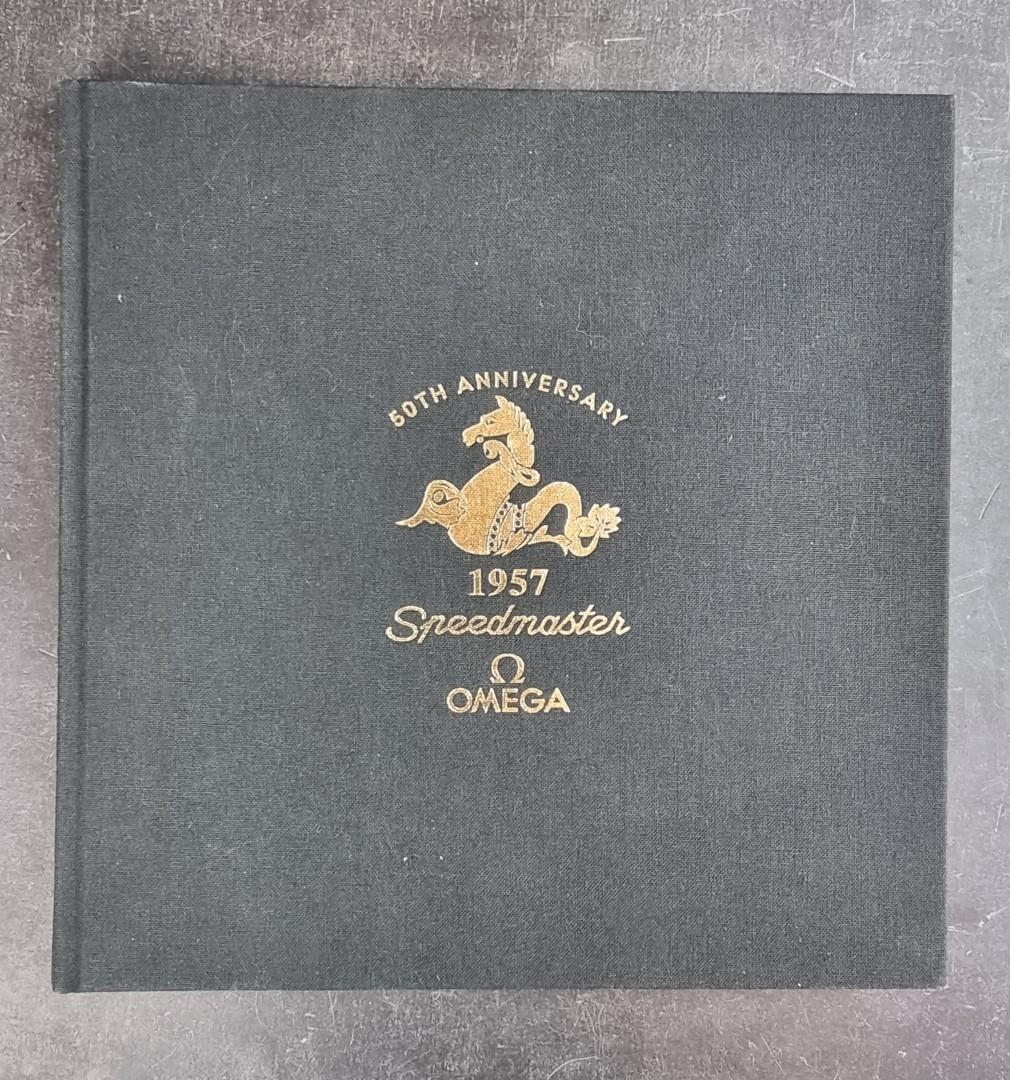 50TH ANNIVERSARY
1957
Speedmaster
Ω
OMEGA